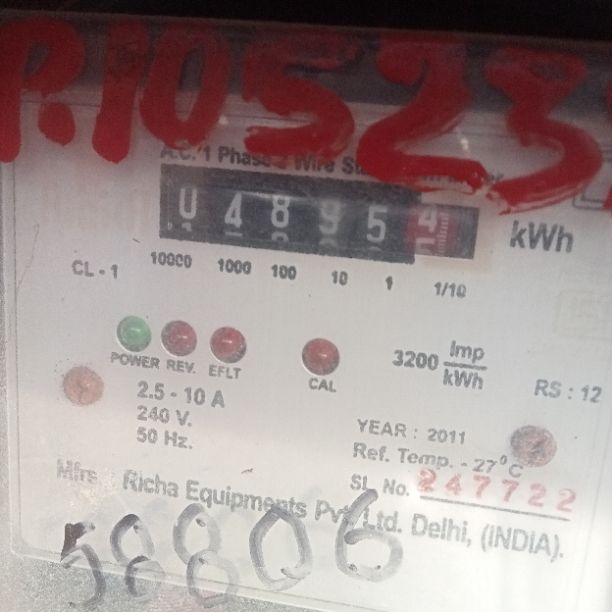 P.10523
A.C. 1 Phase 2 Wire
04895 4 kWh
CL - 1 10000 1000 100 10 1 1/10
POWER REV. EFLT CAL
3200 Imp/kWh
RS : 12
2.5 - 10 A
240 V.
50 Hz.
YEAR : 2011
Ref. Temp. - 27°C
SL. No. 247722
Mfrs : Richa Equipments Pvt. Ltd. Delhi, (INDIA).
58806